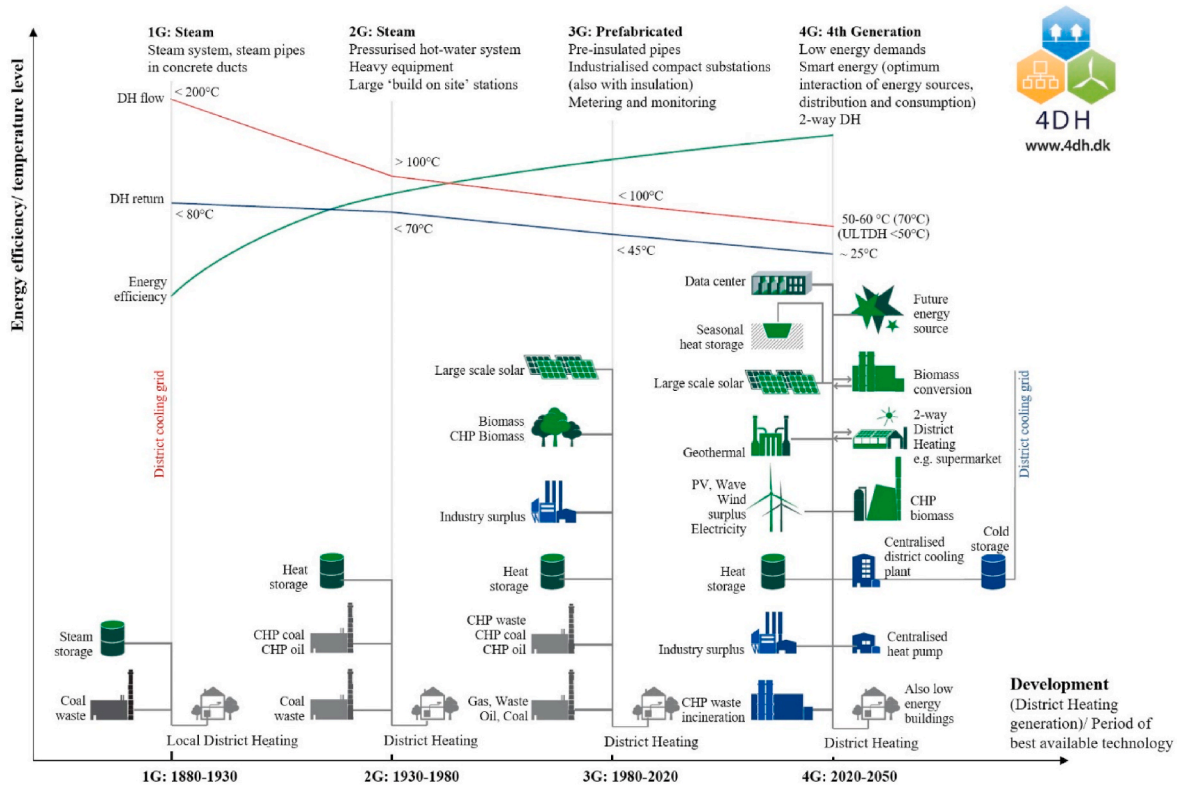 Energy efficiency/ temperature level
1G: Steam
Steam system, steam pipes
in concrete ducts
2G: Steam
Pressurised hot-water system
Heavy equipment
Large ‘build on site’ stations
3G: Prefabricated
Pre-insulated pipes
Industrialised compact substations
(also with insulation)
Metering and monitoring
4G: 4th Generation
Low energy demands
Smart energy (optimum
interaction of energy sources,
distribution and consumption)
2-way DH
4DH
www.4dh.dk
DH flow
< 200°C
> 100°C
< 100°C
50-60 °C (70°C)
(ULTDH <50°C)
DH return
< 80°C
< 70°C
< 45°C
~ 25°C
Energy
efficiency
District cooling grid
Steam
storage
Coal
waste
Local District Heating
Heat
storage
CHP coal
CHP oil
Coal
waste
District Heating
Large scale solar
Biomass
CHP Biomass
Industry surplus
Heat
storage
CHP waste
CHP coal
CHP oil
Gas, Waste
Oil, Coal
District Heating
Data center
Seasonal
heat storage
Large scale solar
Geothermal
PV, Wave
Wind
surplus
Electricity
Heat
storage
Industry surplus
CHP waste
incineration
Future
energy
source
Biomass
conversion
2-way
District
Heating
e.g. supermarket
CHP
biomass
Centralised
district cooling
plant
Cold
storage
Centralised
heat pump
Also low
energy
buildings
District Heating
District cooling grid
Development
(District Heating
generation)/ Period of
best available technology
1G: 1880-1930
2G: 1930-1980
3G: 1980-2020
4G: 2020-2050